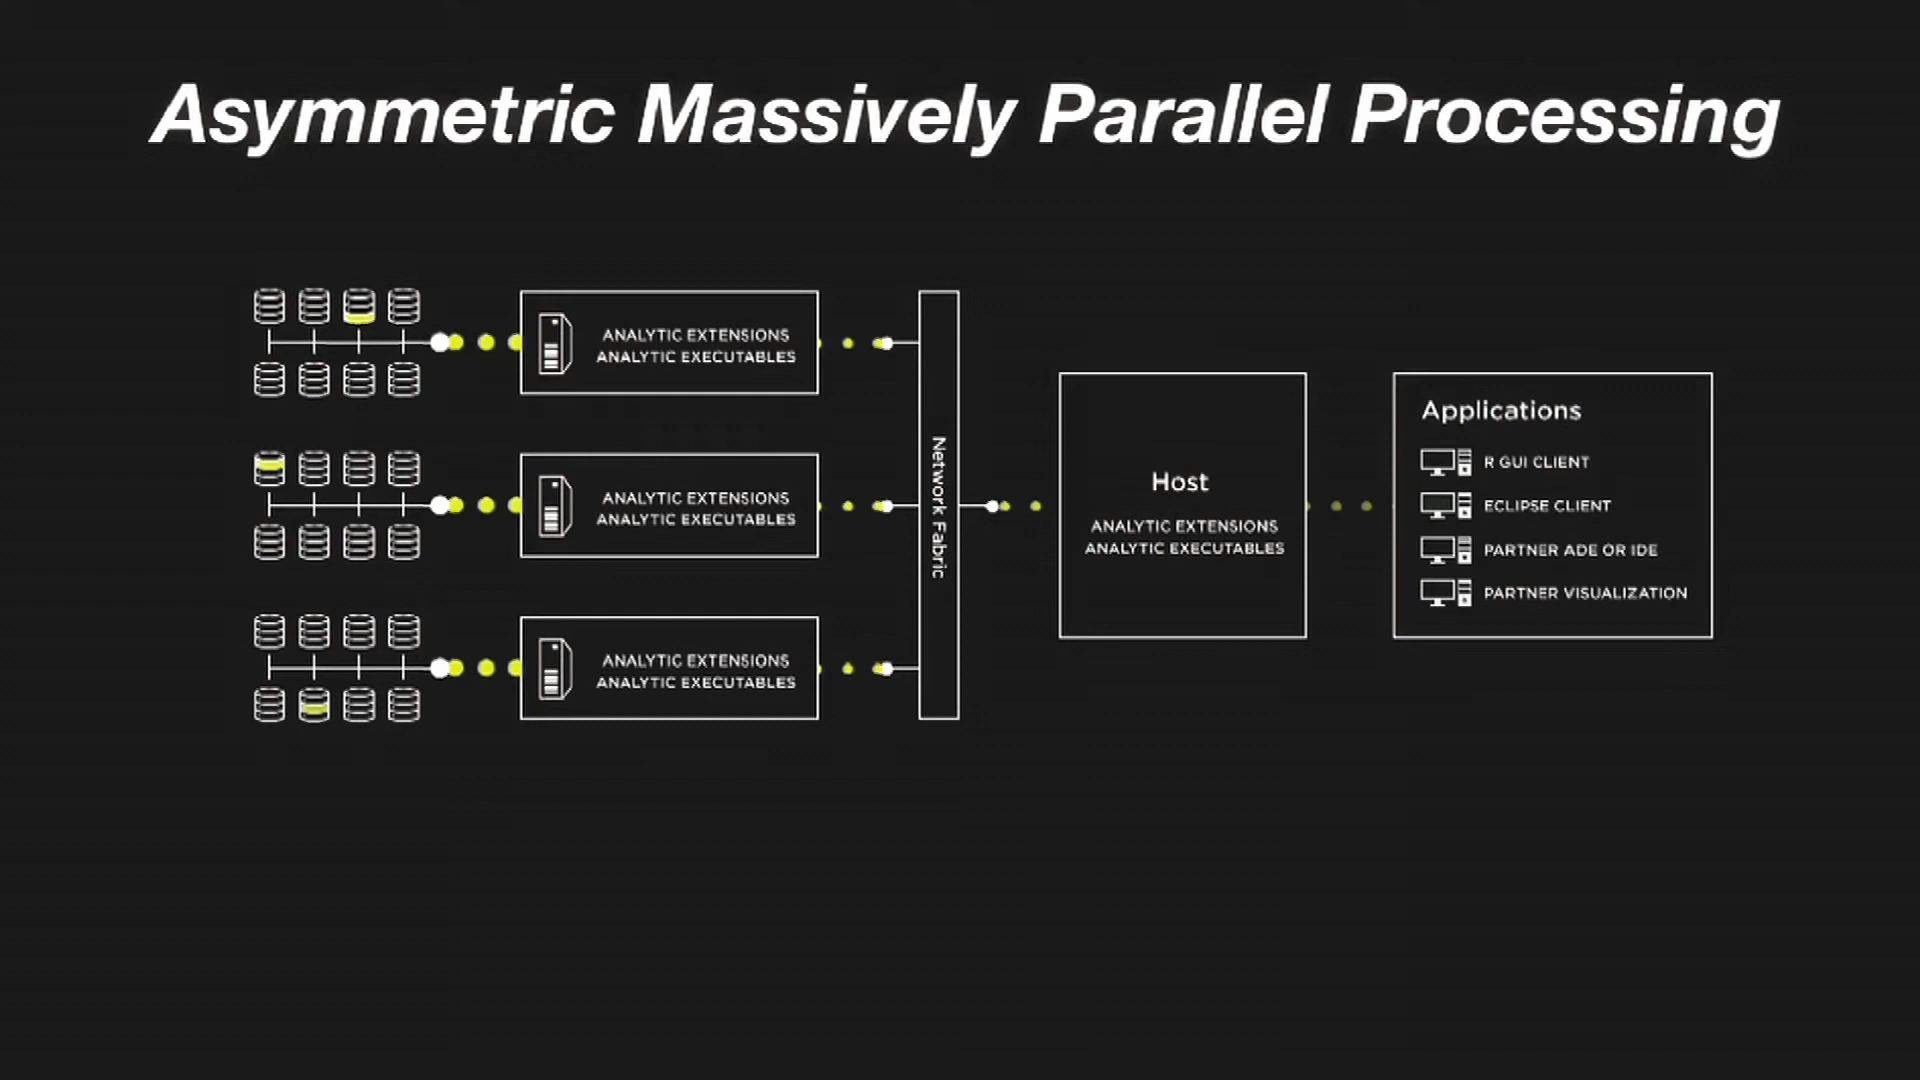 Asymmetric Massively Parallel Processing
ANALYTIC EXTENSIONS
ANALYTIC EXECUTABLES
ANALYTIC EXTENSIONS
ANALYTIC EXECUTABLES
ANALYTIC EXTENSIONS
ANALYTIC EXECUTABLES
Network Fabric
Host
ANALYTIC EXTENSIONS
ANALYTIC EXECUTABLES
Applications
R GUI CLIENT
ECLIPSE CLIENT
PARTNER ADE OR IDE
PARTNER VISUALIZATION